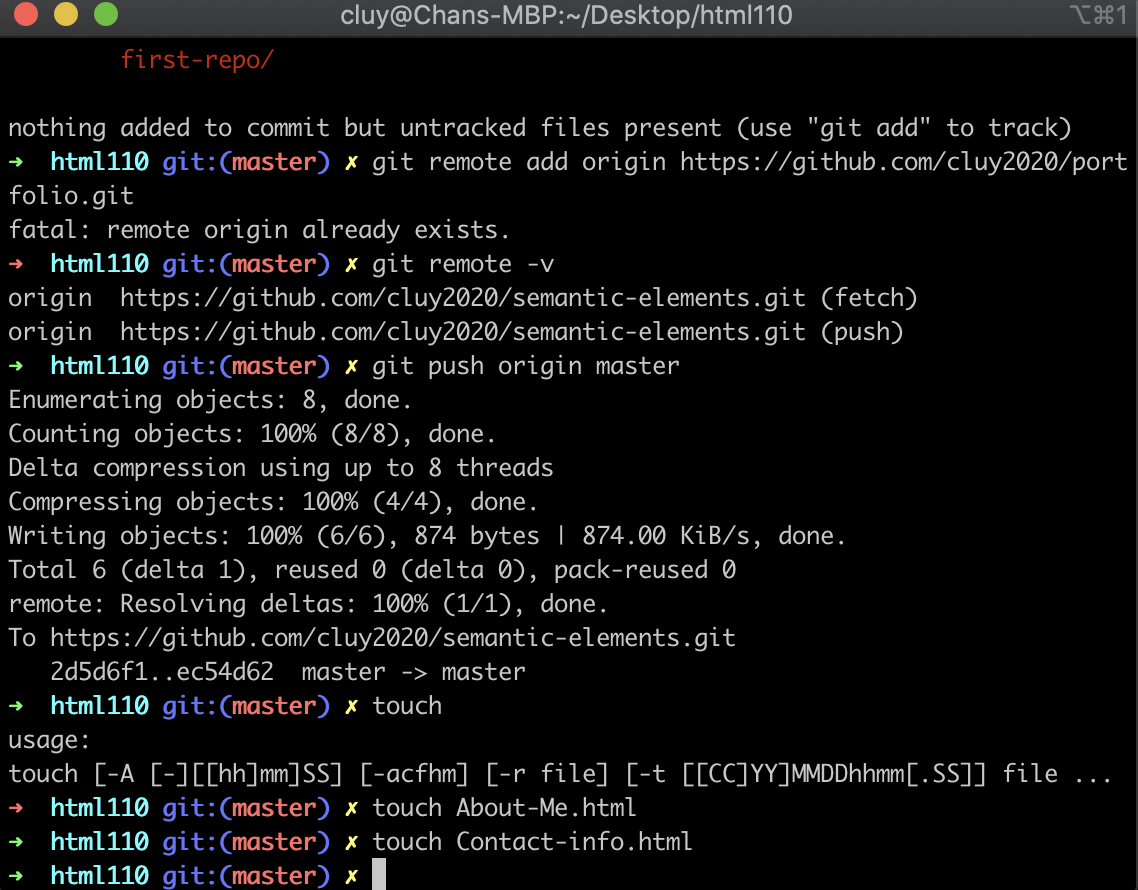 cluy@Chans-MBP:~/Desktop/html110 ⌥⌘1
first-repo/
nothing added to commit but untracked files present (use "git add" to track)
➜  html110 git:(master) ✗ git remote add origin https://github.com/cluy2020/port
folio.git
fatal: remote origin already exists.
➜  html110 git:(master) ✗ git remote -v
origin  https://github.com/cluy2020/semantic-elements.git (fetch)
origin  https://github.com/cluy2020/semantic-elements.git (push)
➜  html110 git:(master) ✗ git push origin master
Enumerating objects: 8, done.
Counting objects: 100% (8/8), done.
Delta compression using up to 8 threads
Compressing objects: 100% (4/4), done.
Writing objects: 100% (6/6), 874 bytes | 874.00 KiB/s, done.
Total 6 (delta 1), reused 0 (delta 0), pack-reused 0
remote: Resolving deltas: 100% (1/1), done.
To https://github.com/cluy2020/semantic-elements.git
   2d5d6f1..ec54d62  master -> master
➜  html110 git:(master) ✗ touch
usage:
touch [-A [-][[hh]mm]SS] [-acfhm] [-r file] [-t [[CC]YY]MMDDhhmm[.SS]] file ...
➜  html110 git:(master) ✗ touch About-Me.html
➜  html110 git:(master) ✗ touch Contact-info.html
➜  html110 git:(master) ✗